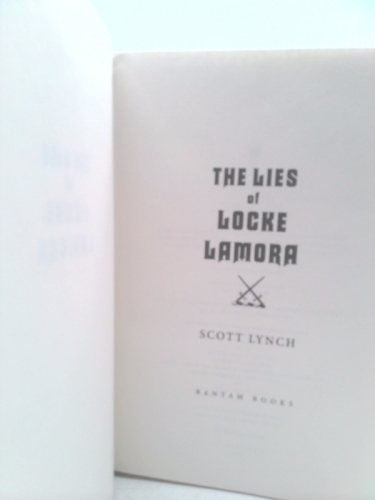 THE LIES
of
LOCKE
LAMORA
SCOTT LYNCH
BANTAM BOOKS